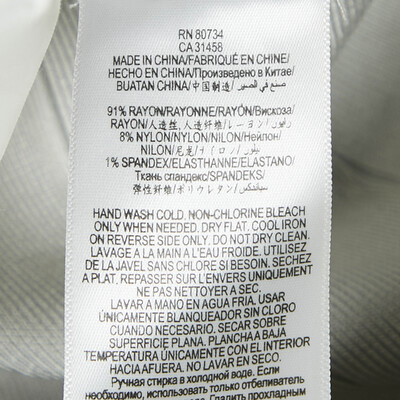 RN 80734
CA 31458
MADE IN CHINA/FABRIQUÉ EN CHINE/
HECHO EN CHINA/Произведено в Китае/
BUATAN CHINA/中国制造/ صنع في الصين
91% RAYON/RAYONNE/RAYÓN/Вискоза/
RAYON/人造丝, 人造纤维/レーヨン/ رايون
8% NYLON/NYLON/NILON/Нейлон/
NILON/尼龙/ナイロン/ نيلون
1% SPANDEX/ELASTHANNE/ELASTANO/
Ткань спандекс/SPANDEKS/
弹性纤维/ポリウレタン/ سباندكس
HAND WASH COLD, NON-CHLORINE BLEACH
ONLY WHEN NEEDED. DRY FLAT, COOL IRON
ON REVERSE SIDE ONLY. DO NOT DRY CLEAN.
LAVAGE A LA MAIN A L'EAU FROIDE. UTILISEZ
DE LA JAVEL SANS CHLORE SI BESOIN. SECHEZ
A PLAT, REPASSER SUR L'ENVERS UNIQUEMENT
NE PAS NETTOYER A SEC.
LAVAR A MANO EN AGUA FRIA. USAR
ÚNICAMENTE BLANQUEADOR SIN CLORO
CUANDO NECESARIO. SECAR SOBRE
SUPERFICIE PLANA. PLANCHA A BAJA
TEMPERATURA ÚNICAMENTE CON EL INTERIOR
HACIA AFUERA. NO LAVAR EN SECO.
Ручная стирка в холодной воде. Если
необходимо, использовать только отбеливатель
Гладить прохладным